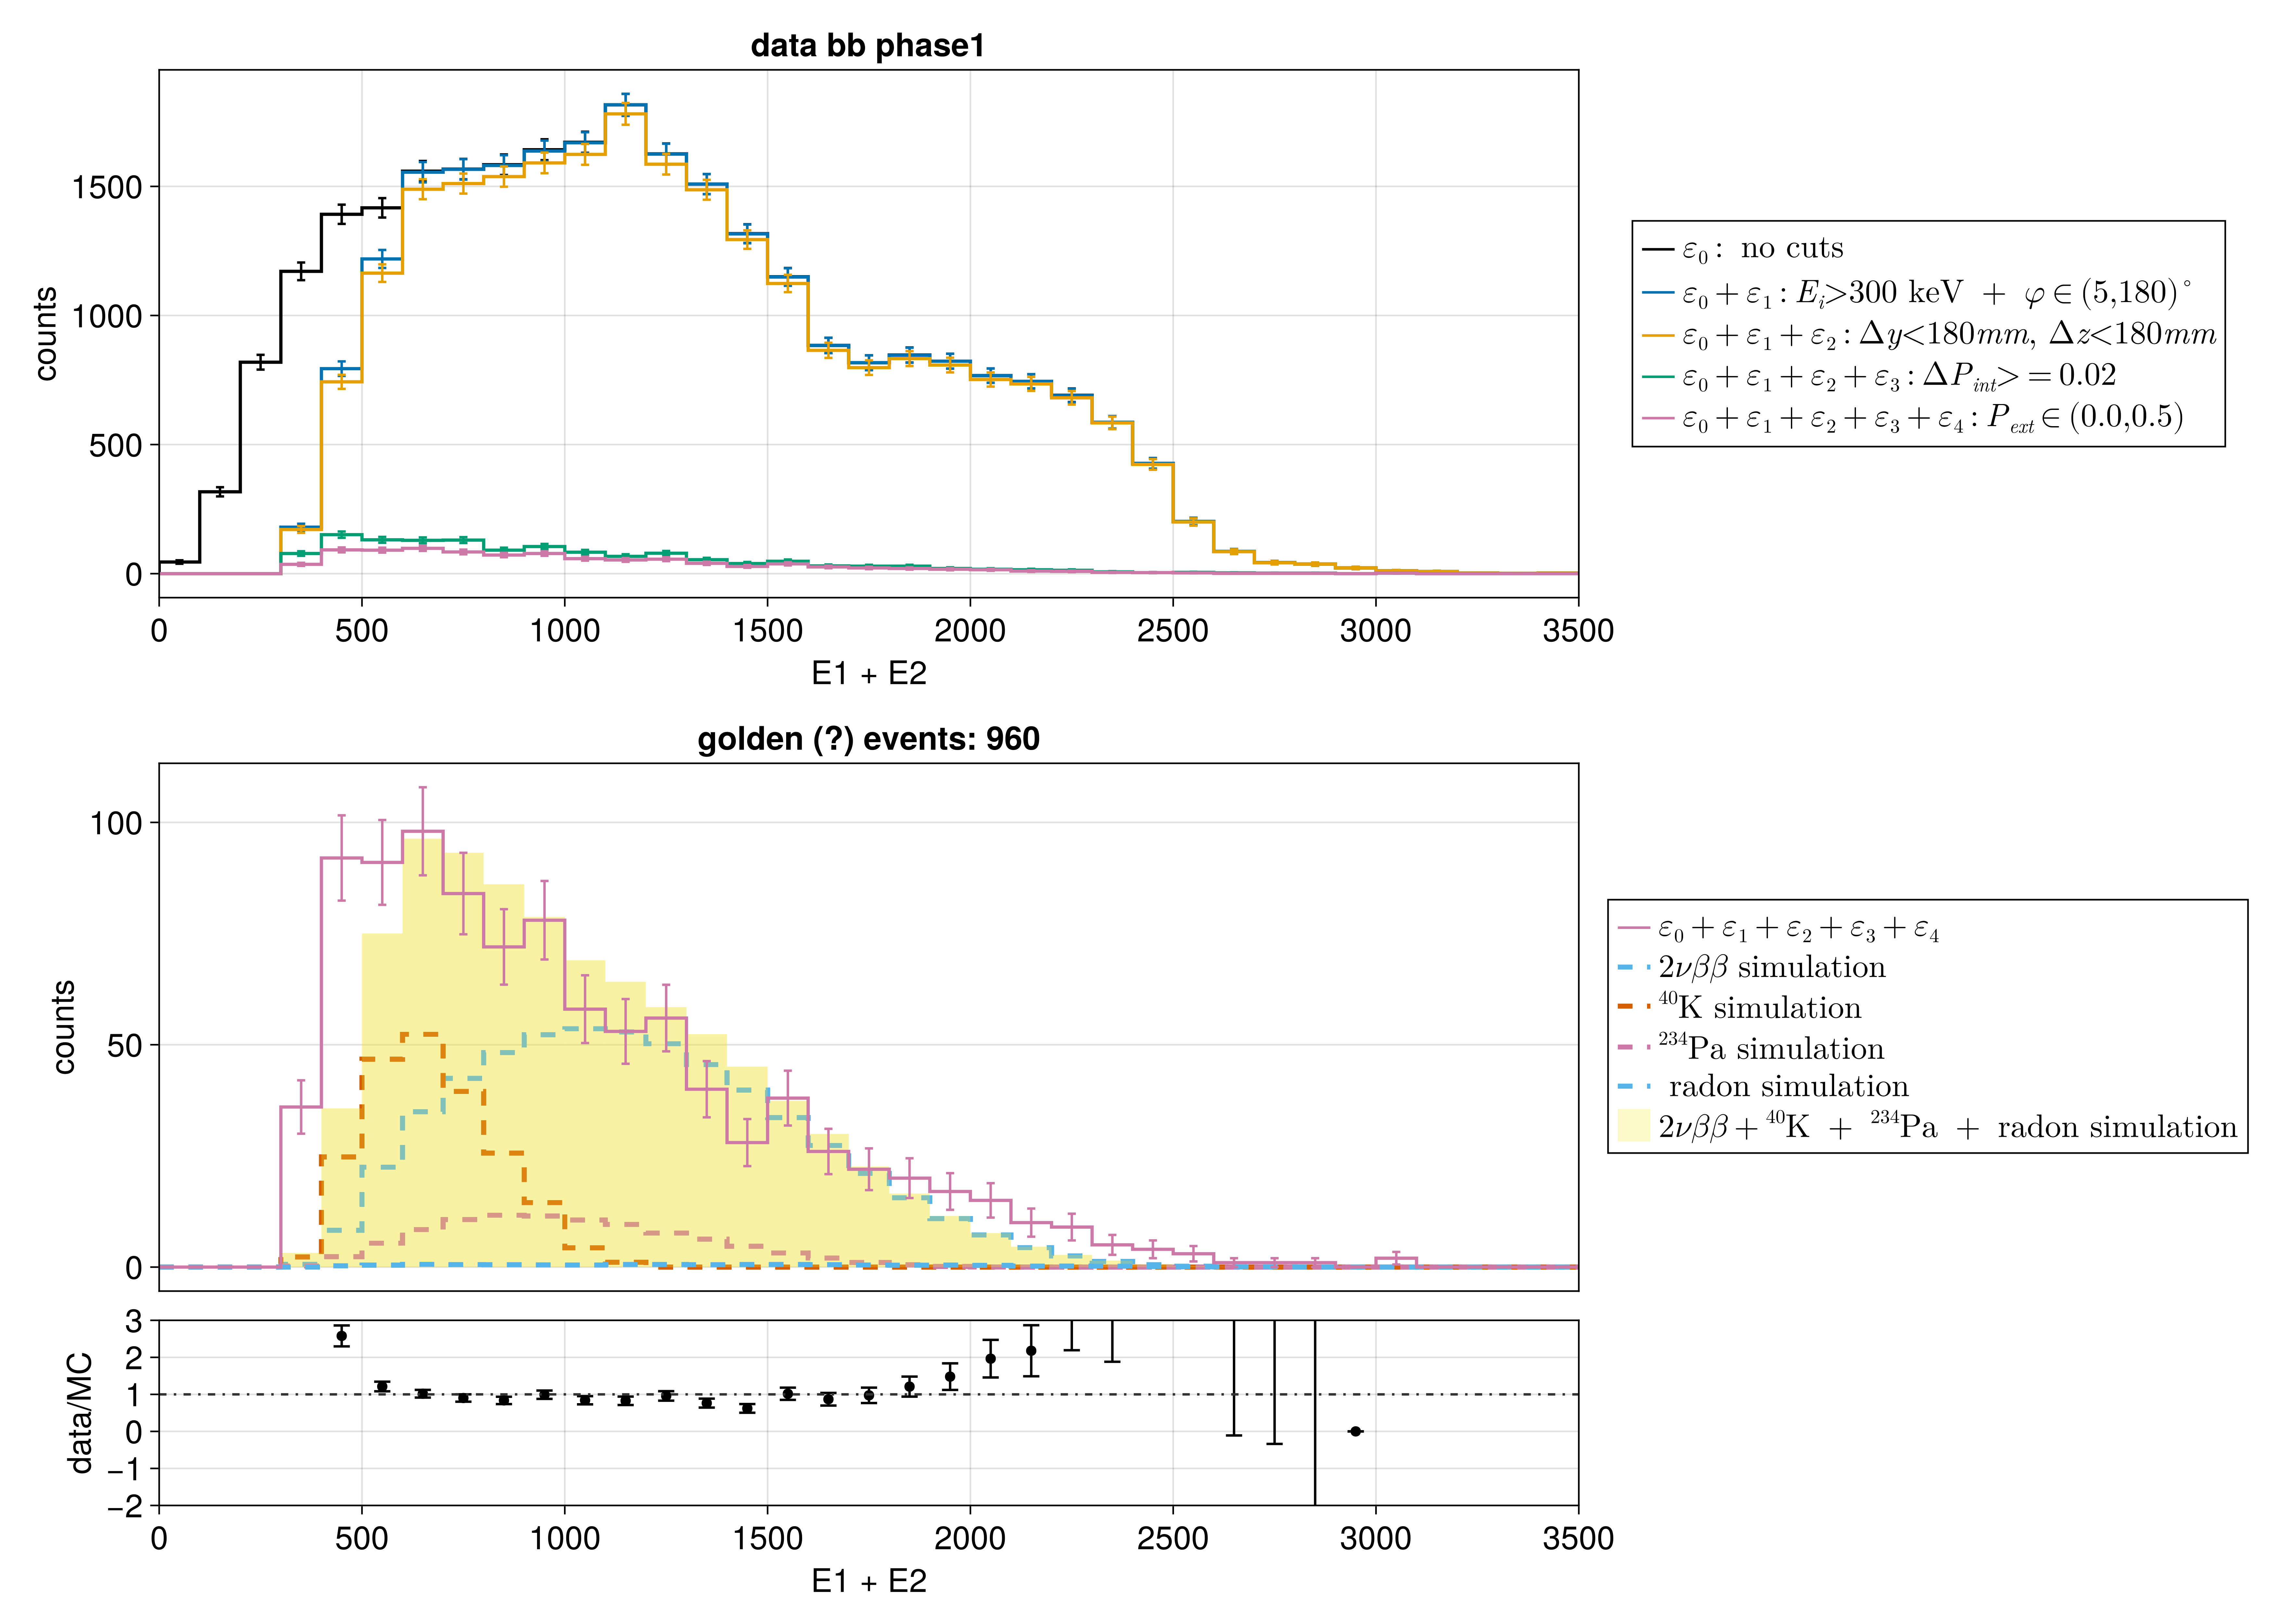 data bb phase1
counts
1500
1000
500
0
0 500 1000 1500 2000 2500 3000 3500
E1 + E2
ε₀ : no cuts
ε₀ + ε₁ : Eᵢ>300 keV + φ ∈ (5,180)°
ε₀ + ε₁ + ε₂ : Δy<180mm, Δz<180mm
ε₀ + ε₁ + ε₂ + ε₃ : ΔP_int> = 0.02
ε₀ + ε₁ + ε₂ + ε₃ + ε₄ : P_ext ∈ (0.0,0.5)
golden (?) events: 960
counts
100
50
0
ε₀ + ε₁ + ε₂ + ε₃ + ε₄
2νββ simulation
⁴⁰K simulation
²³⁴Pa simulation
radon simulation
2νββ + ⁴⁰K + ²³⁴Pa + radon simulation
data/MC
3
2
1
0
−1
−2
0 500 1000 1500 2000 2500 3000 3500
E1 + E2